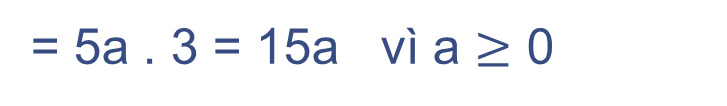 = 5a . 3 = 15a   vì a ≥ 0